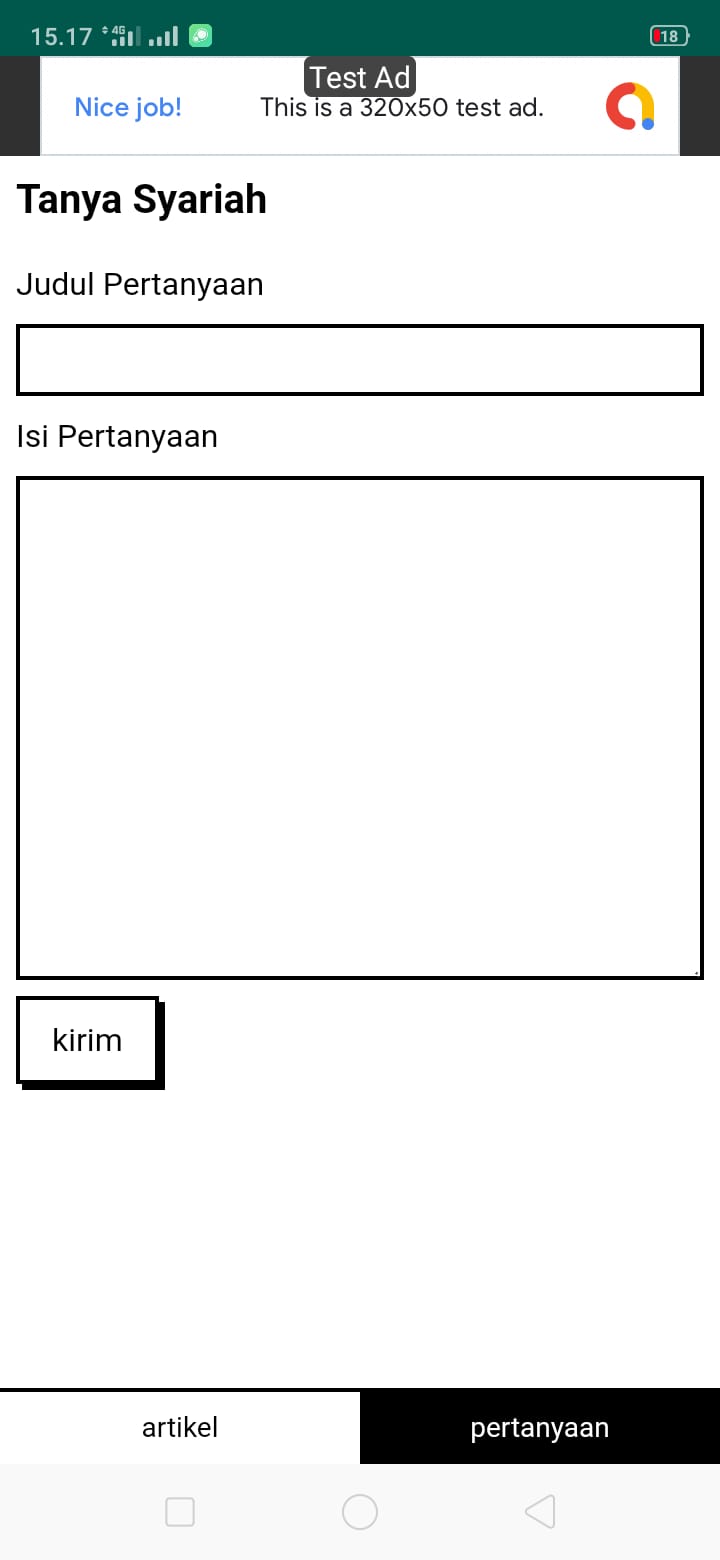 15.17 4G 18
Test Ad
Nice job! This is a 320x50 test ad.
Tanya Syariah
Judul Pertanyaan
Isi Pertanyaan
kirim
artikel pertanyaan